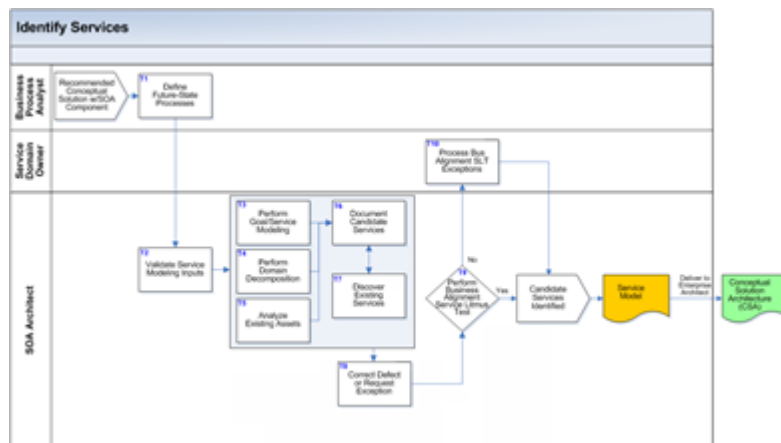 Identify Services
Business
Process
Analyst
Recommended
Conceptual
Solution w/SOA
Component
T1
Define
Future-State
Processes
Service
Domain
Owner
T10
Process Bus
Alignment SLT
Exceptions
SOA Architect
T2
Validate Service
Modeling Inputs
T3
Perform
Goal/Service
Modeling
T4
Perform
Domain
Decomposition
T5
Analyze
Existing Assets
T6
Document
Candidate
Services
T7
Discover
Existing
Services
Correct Defect
or Request
Exception
No
Perform
Business
Alignment
Service Litmus
Test
Yes
Candidate
Services
Identified
Service
Model
Deliver to
Enterprise
Architect
Conceptual
Solution
Architecture
(CSA)